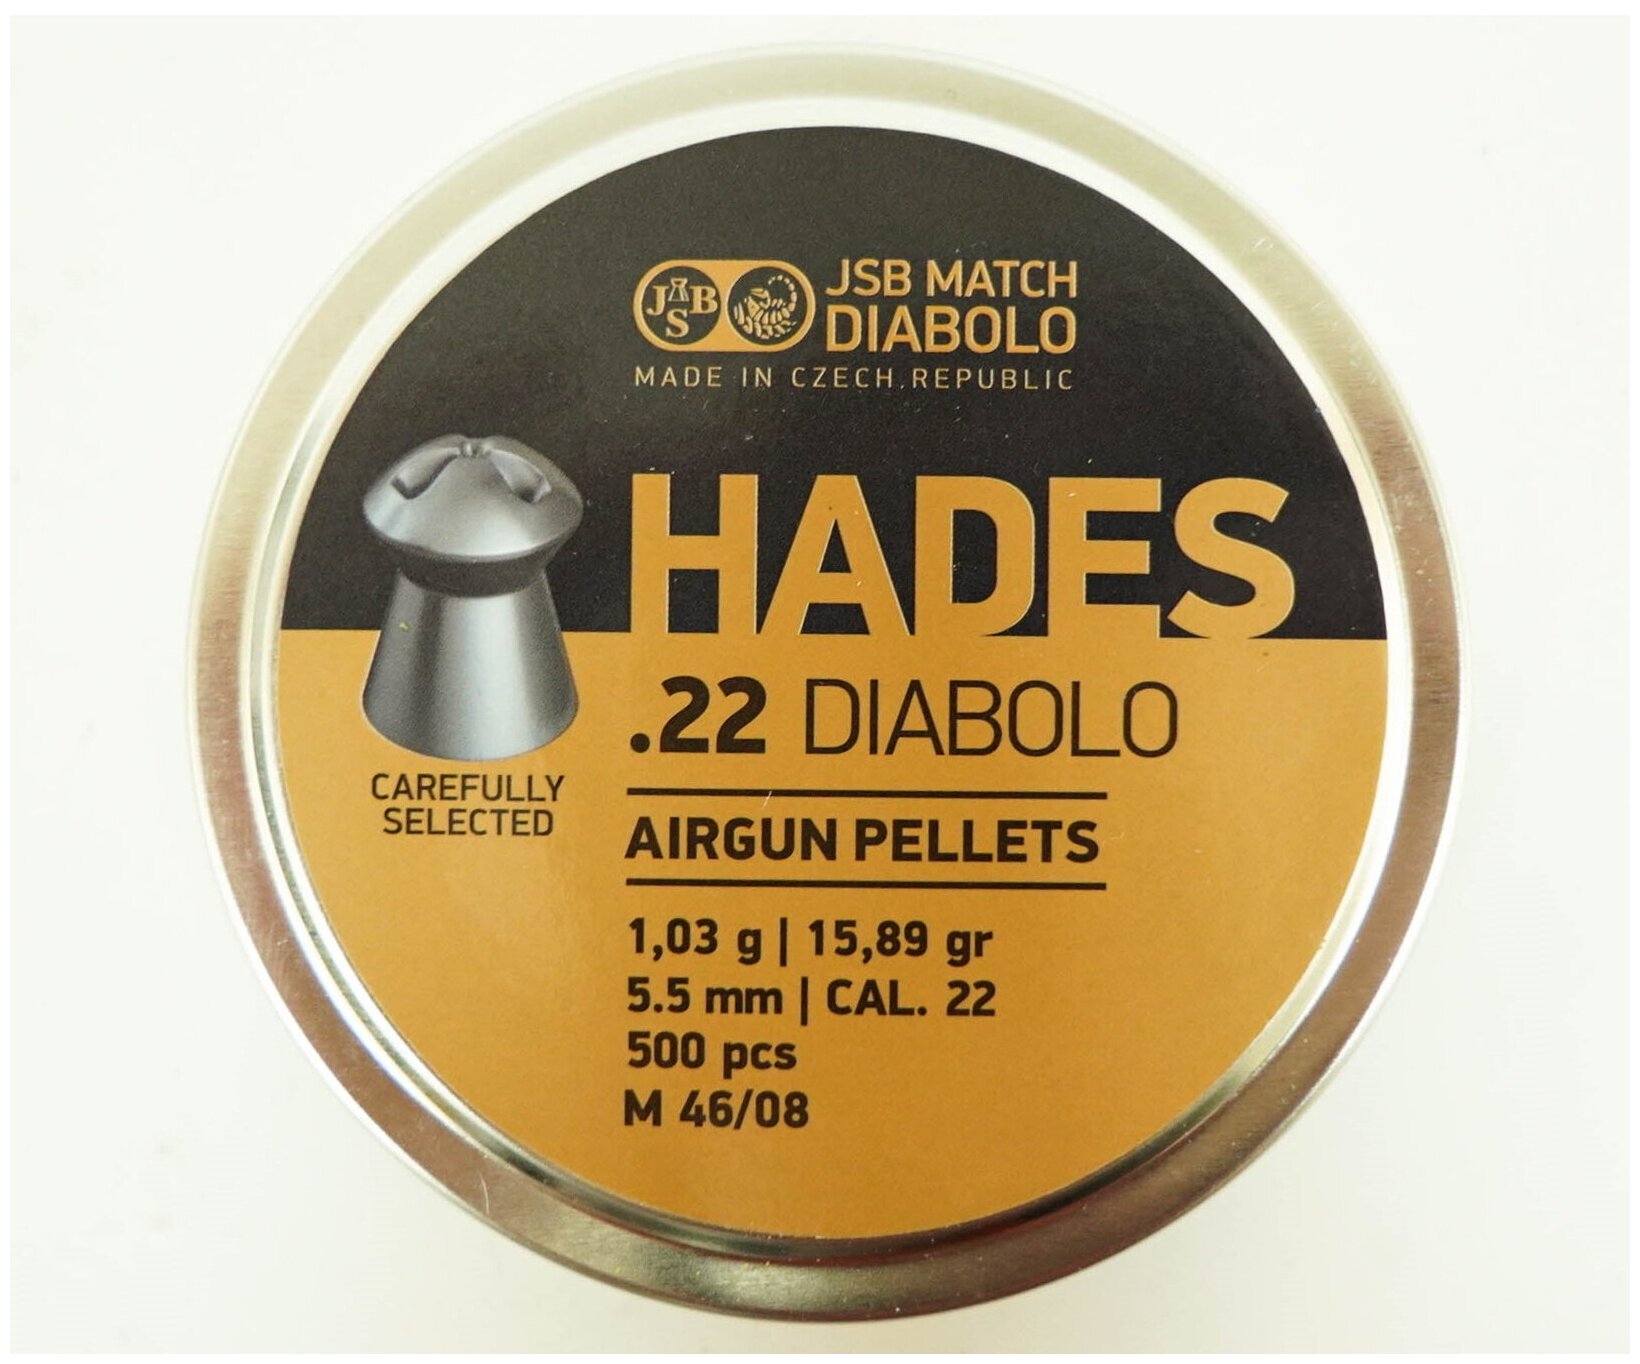 JSB
JSB MATCH
DIABOLO
MADE IN CZECH REPUBLIC
HADES
.22 DIABOLO
CAREFULLY
SELECTED
AIRGUN PELLETS
1,03 g | 15,89 gr
5.5 mm | CAL. 22
500 pcs
M 46/08